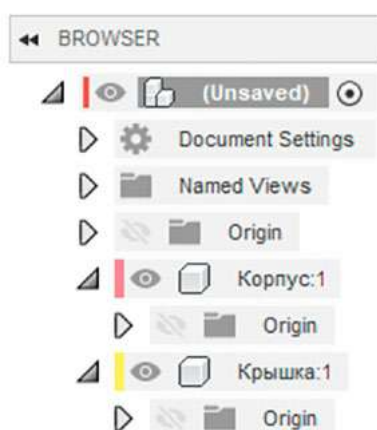 BROWSER
(Unsaved)
Document Settings
Named Views
Origin
Корпус:1
Origin
Крышка:1
Origin